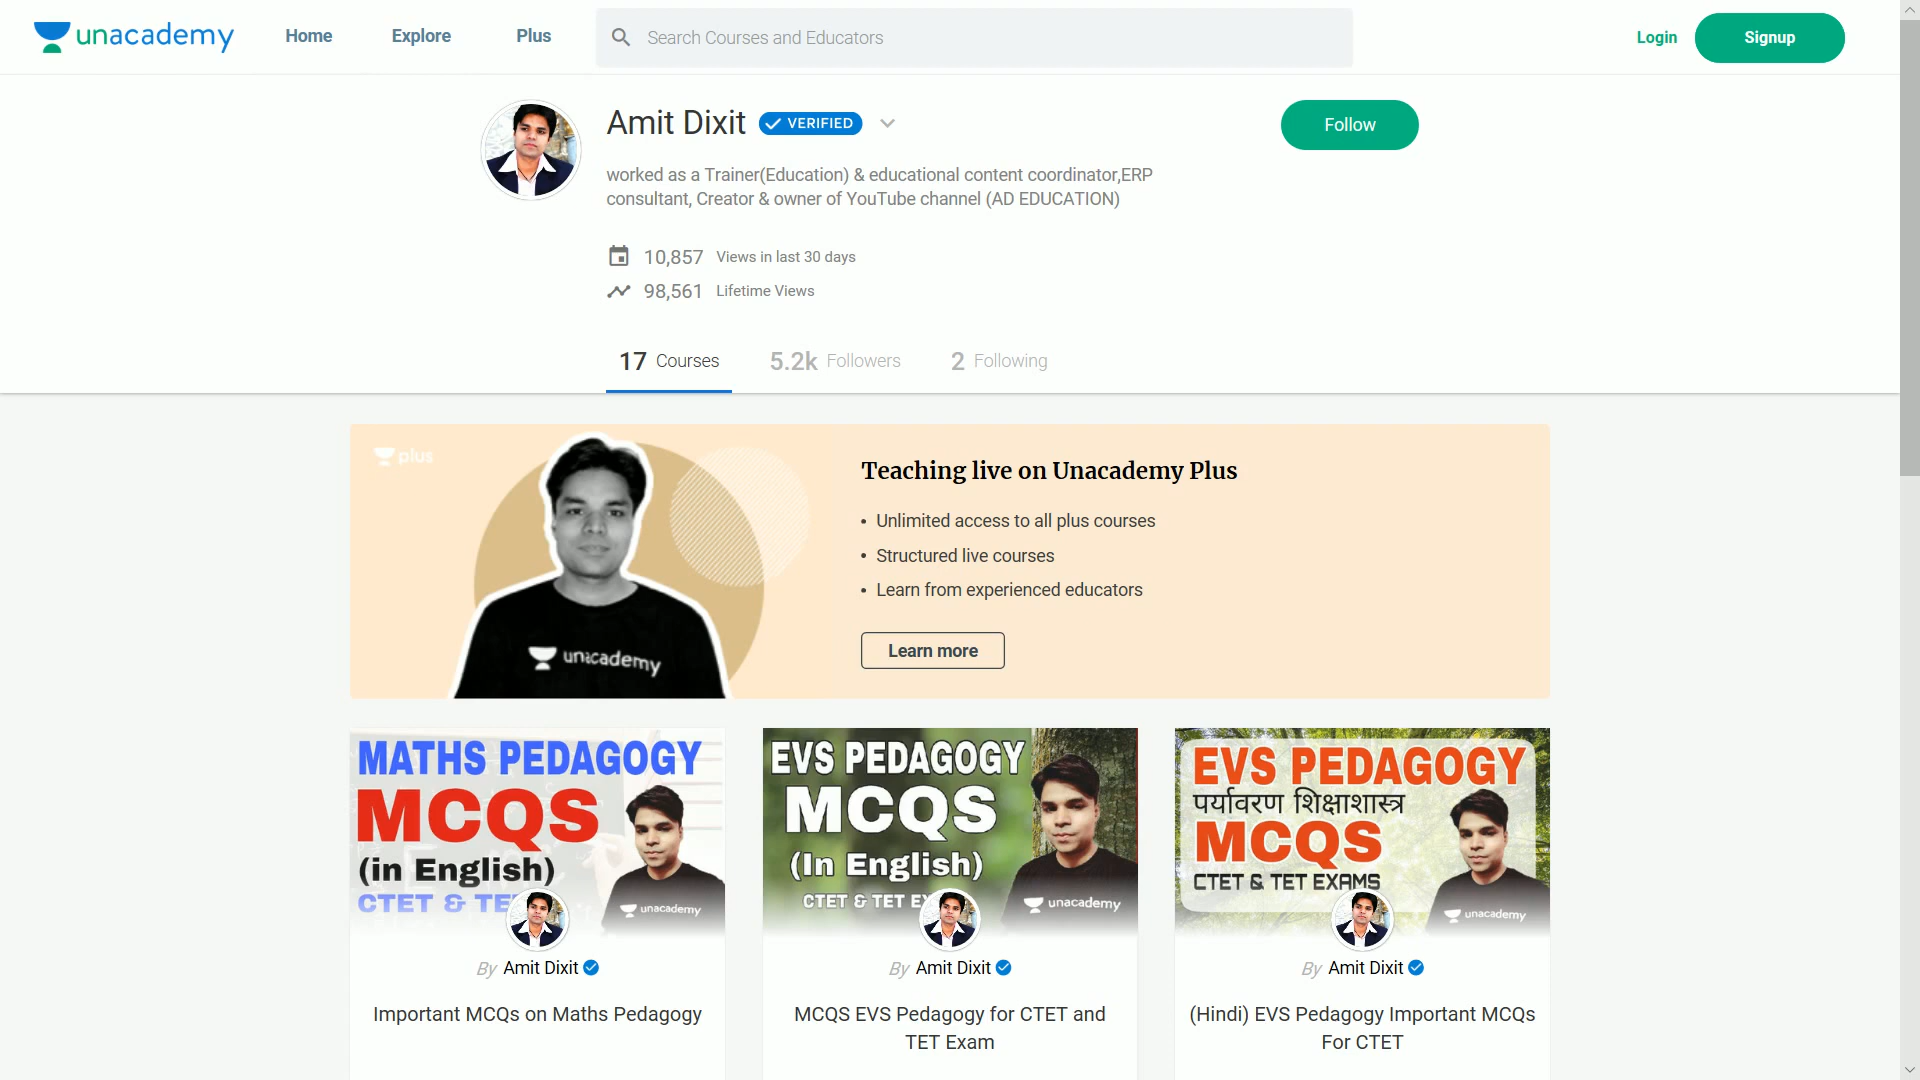 unacademy
Home
Explore
Plus
Search Courses and Educators
Login
Signup
Amit Dixit
VERIFIED
Follow
worked as a Trainer(Education) & educational content coordinator,ERP
consultant, Creator & owner of YouTube channel (AD EDUCATION)
10,857 Views in last 30 days
98,561 Lifetime Views
17 Courses
5.2k Followers
2 Following
plus
unacademy
Teaching live on Unacademy Plus
• Unlimited access to all plus courses
• Structured live courses
• Learn from experienced educators
Learn more
MATHS PEDAGOGY
MCQS
(in English)
CTET & TE
unacademy
By Amit Dixit
Important MCQs on Maths Pedagogy
EVS PEDAGOGY
MCQS
(In English)
CTET & TET E
unacademy
By Amit Dixit
MCQS EVS Pedagogy for CTET and
TET Exam
EVS PEDAGOGY
पर्यावरण शिक्षाशास्त्र
MCQS
CTET & TET EXAMS
unacademy
By Amit Dixit
(Hindi) EVS Pedagogy Important MCQs
For CTET